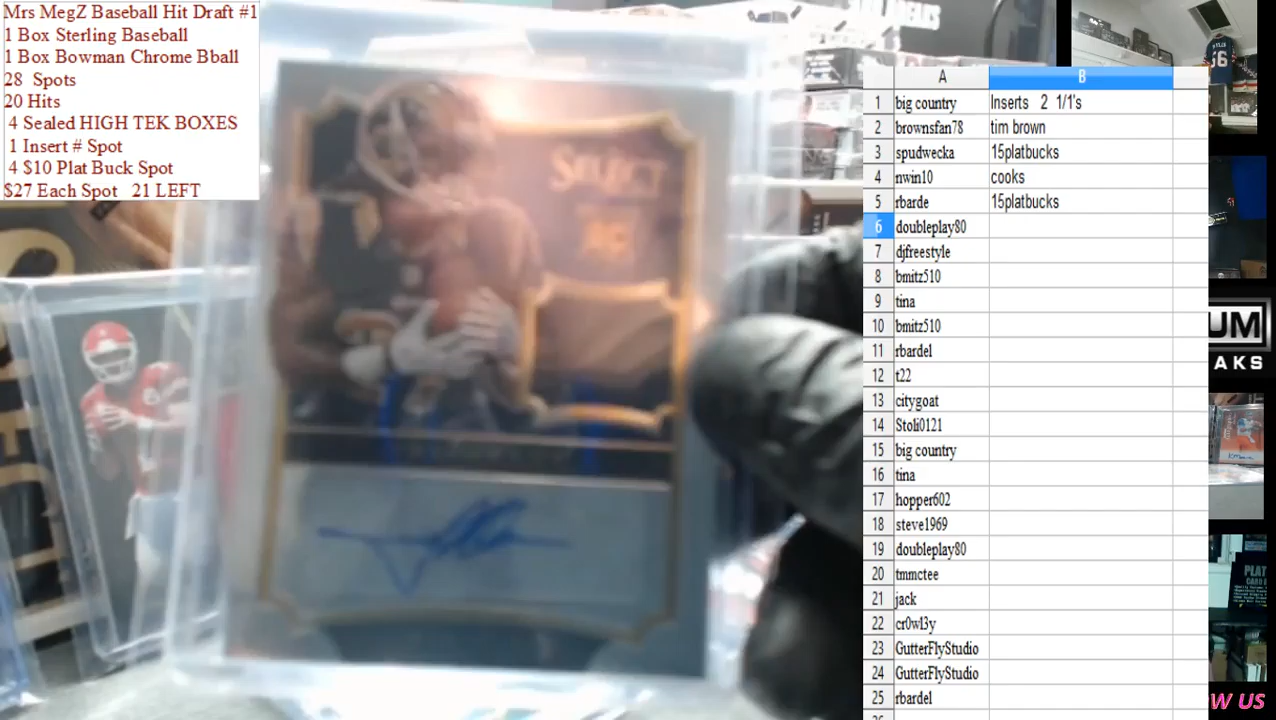 Mrs MegZ Baseball Hit Draft #1
1 Box Sterling Baseball
1 Box Bowman Chrome Bball
28 Spots
20 Hits
4 Sealed HIGH TEK BOXES
1 Insert # Spot
4 $10 Plat Buck Spot
$27 Each Spot 21 LEFT
SELECT
A B
1 big country Inserts 2 1/1's
2 brownsfan78 tim brown
3 spudwecka 15platbucks
4 nwin10 cooks
5 rbarde 15platbucks
6 doubleplay80
7 djfreestyle
8 bmitz510
9 tina
10 bmitz510
11 rbardel
12 t22
13 citygoat
14 Stoli0121
15 big country
16 tina
17 hopper602
18 steve1969
19 doubleplay80
20 tmmctee
21 jack
22 cr0wl3y
23 GutterFlyStudio
24 GutterFlyStudio
25 rbardel
UM
AKS
PLAT
OW US